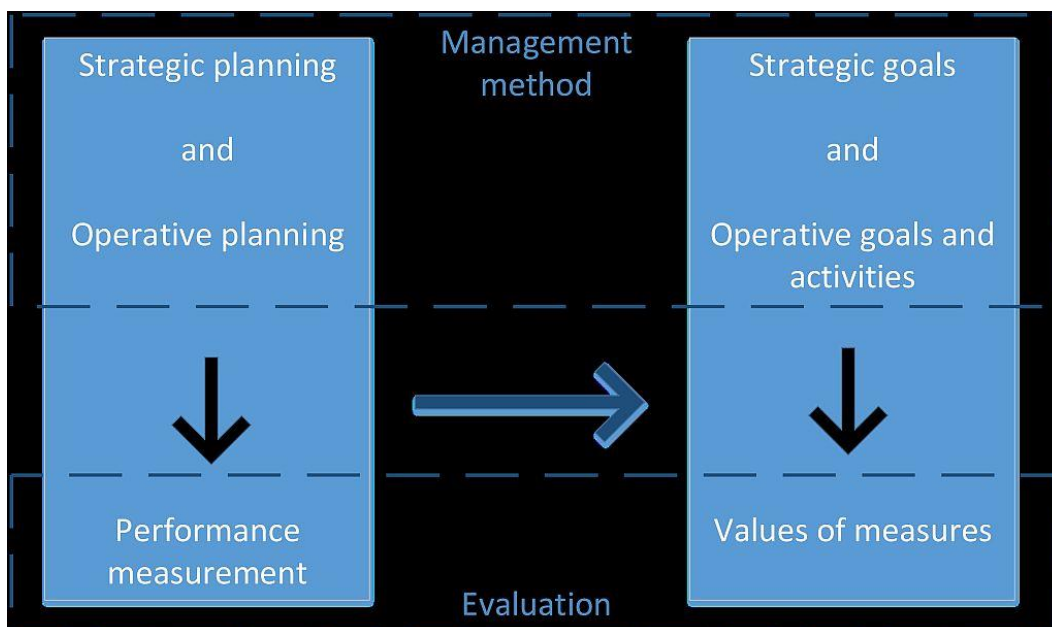 Management
method
Strategic planning
and
Operative planning
Strategic goals
and
Operative goals and
activities
Performance
measurement
Values of measures
Evaluation